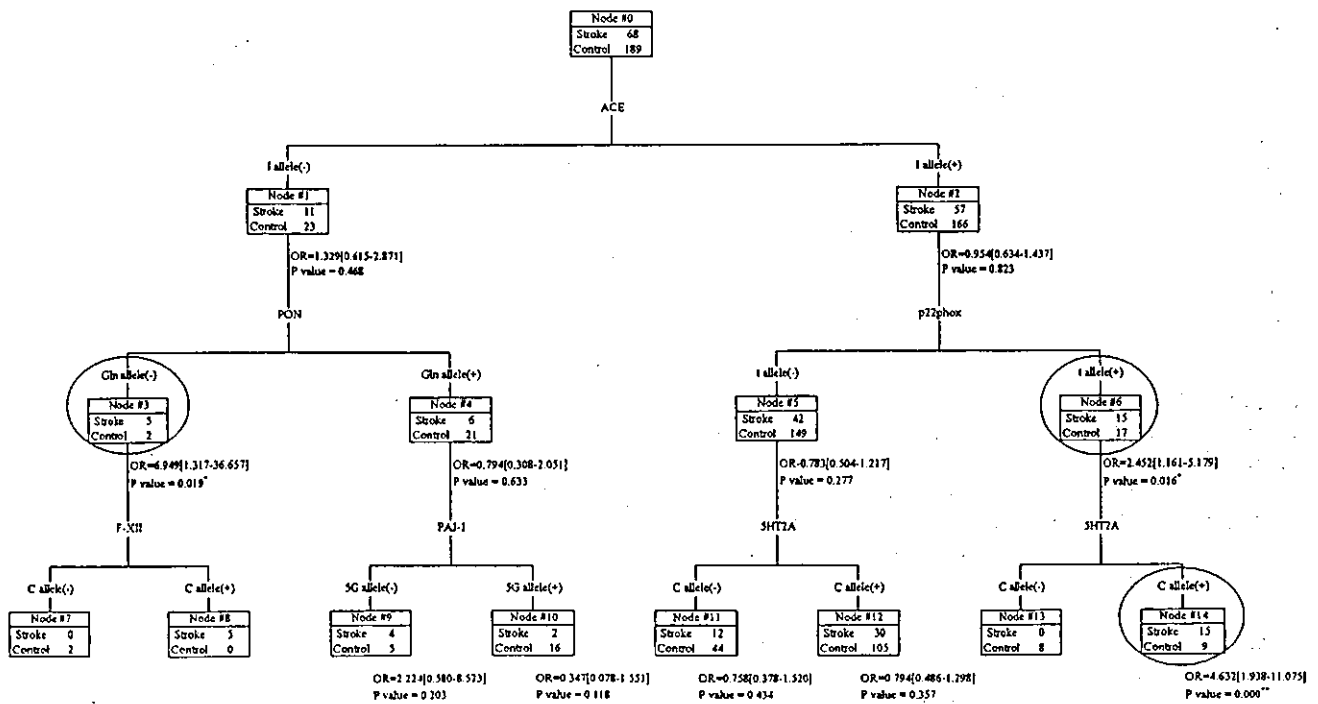 Node #0
Stroke 68
Control 189
ACE
I allele(-)
Node #1
Stroke 11
Control 23
OR=1.329[0.615-2.871]
P value = 0.468
I allele(+)
Node #2
Stroke 57
Control 166
OR=0.954[0.634-1.437]
P value = 0.823
PON
p22phox
Gln allele(-)
Node #3
Stroke 5
Control 2
OR=6.949[1.317-36.657]
P value = 0.019*
Gln allele(+)
Node #4
Stroke 6
Control 21
OR=0.794[0.308-2.051]
P value = 0.633
t allele(-)
Node #5
Stroke 42
Control 149
OR-0.783[0.504-1.217]
P value = 0.277
t allele(+)
Node #6
Stroke 15
Control 17
OR=2.452[1.161-5.179]
P value = 0.016*
F-XII
PAI-1
5HT2A
5HT2A
C allele(-)
Node #7
Stroke 0
Control 2
C allele(+)
Node #8
Stroke 5
Control 0
5G allele(-)
Node #9
Stroke 4
Control 5
OR=2.224[0.580-8.523]
P value = 0.203
5G allele(+)
Node #10
Stroke 2
Control 16
OR=0.347[0.078-1.551]
P value = 0.118
C allele(-)
Node #11
Stroke 12
Control 44
OR=0.758[0.378-1.520]
P value = 0.434
C allele(+)
Node #12
Stroke 30
Control 105
OR=0.794[0.486-1.298]
P value = 0.357
C allele(-)
Node #13
Stroke 0
Control 8
C allele(+)
Node #14
Stroke 15
Control 9
OR=4.632[1.938-11.075]
P value = 0.000**